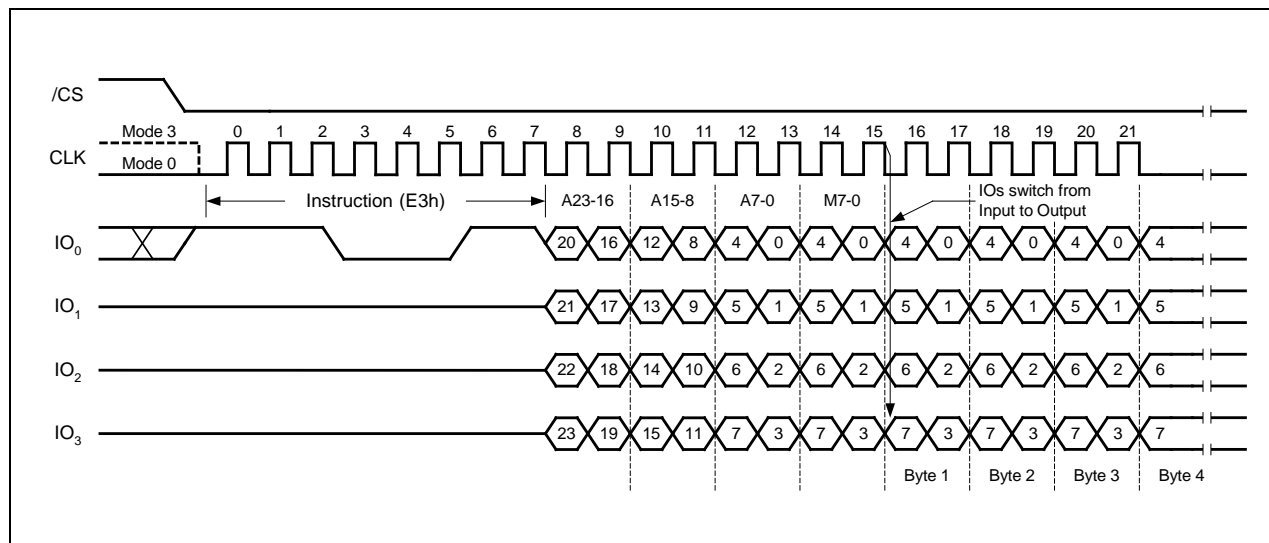 /CS
Mode 3
0 1 2 3 4 5 6 7 8 9 10 11 12 13 14 15 16 17 18 19 20 21
CLK
Mode 0
Instruction (E3h)
A23-16 A15-8 A7-0 M7-0
IOs switch from
Input to Output
IO0 20 16 12 8 4 0 4 0 4 0 4 0 4 0 4
IO1 21 17 13 9 5 1 5 1 5 1 5 1 5 1 5
IO2 22 18 14 10 6 2 6 2 6 2 6 2 6 2 6
IO3 23 19 15 11 7 3 7 3 7 3 7 3 7 3 7
Byte 1 Byte 2 Byte 3 Byte 4